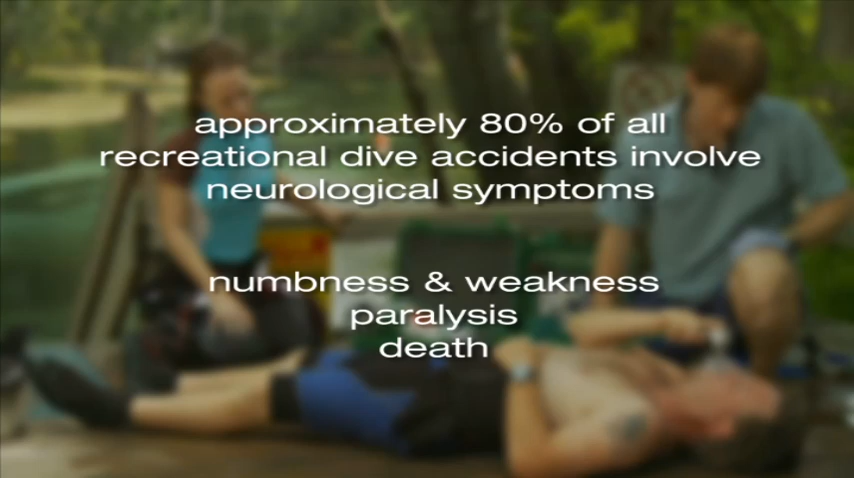 approximately 80% of all
recreational dive accidents involve
neurological symptoms
numbness & weakness
paralysis
death